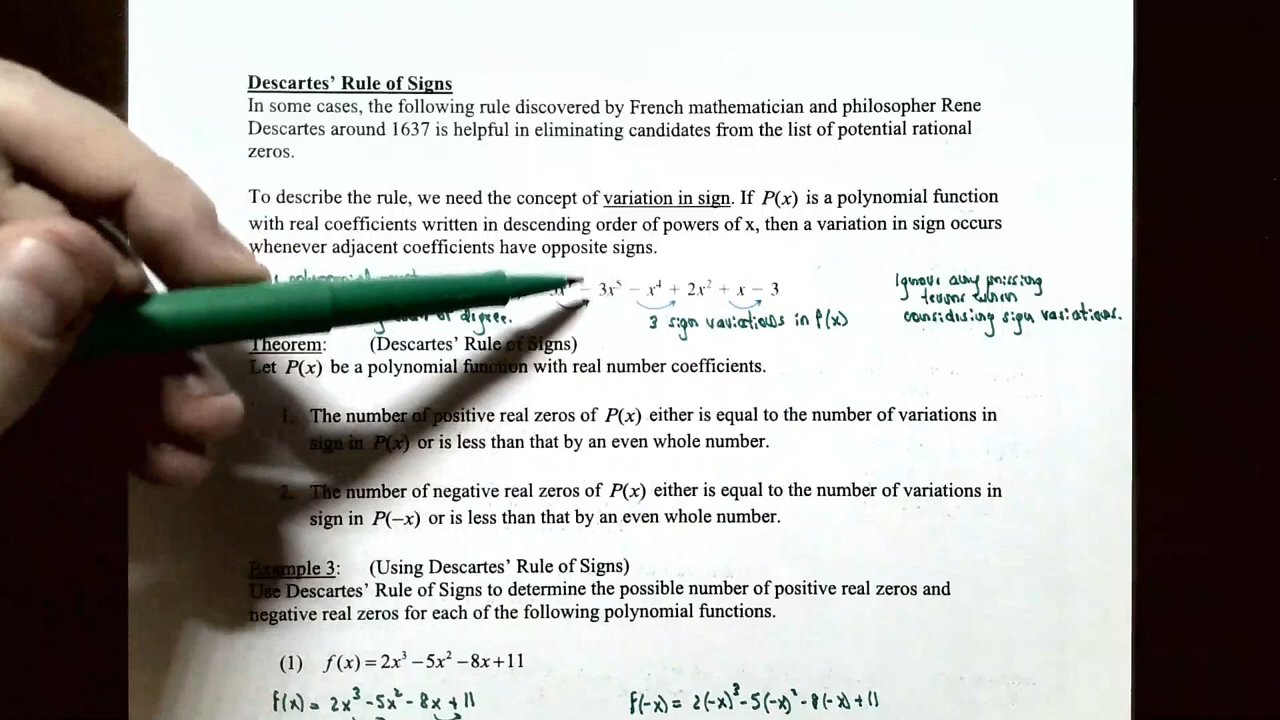 Descartes' Rule of Signs
In some cases, the following rule discovered by French mathematician and philosopher Rene
Descartes around 1637 is helpful in eliminating candidates from the list of potential rational
zeros.
To describe the rule, we need the concept of variation in sign. If P(x) is a polynomial function
with real coefficients written in descending order of powers of x, then a variation in sign occurs
whenever adjacent coefficients have opposite signs.
polynomial
− 3x⁵ − x⁴ + 2x² + x − 3
Ignore any missing
terms when
considering sign variations.
degree.
3 sign variations in P(x)
Theorem: (Descartes' Rule of Signs)
Let P(x) be a polynomial function with real number coefficients.
1. The number of positive real zeros of P(x) either is equal to the number of variations in
sign in P(x) or is less than that by an even whole number.
2. The number of negative real zeros of P(x) either is equal to the number of variations in
sign in P(−x) or is less than that by an even whole number.
Example 3: (Using Descartes' Rule of Signs)
Use Descartes' Rule of Signs to determine the possible number of positive real zeros and
negative real zeros for each of the following polynomial functions.
(1) f(x) = 2x³ − 5x² − 8x + 11
f(x) = 2x³ − 5x² − 8x + 11
f(−x) = 2(−x)³ − 5(−x)² − 8(−x) + 11